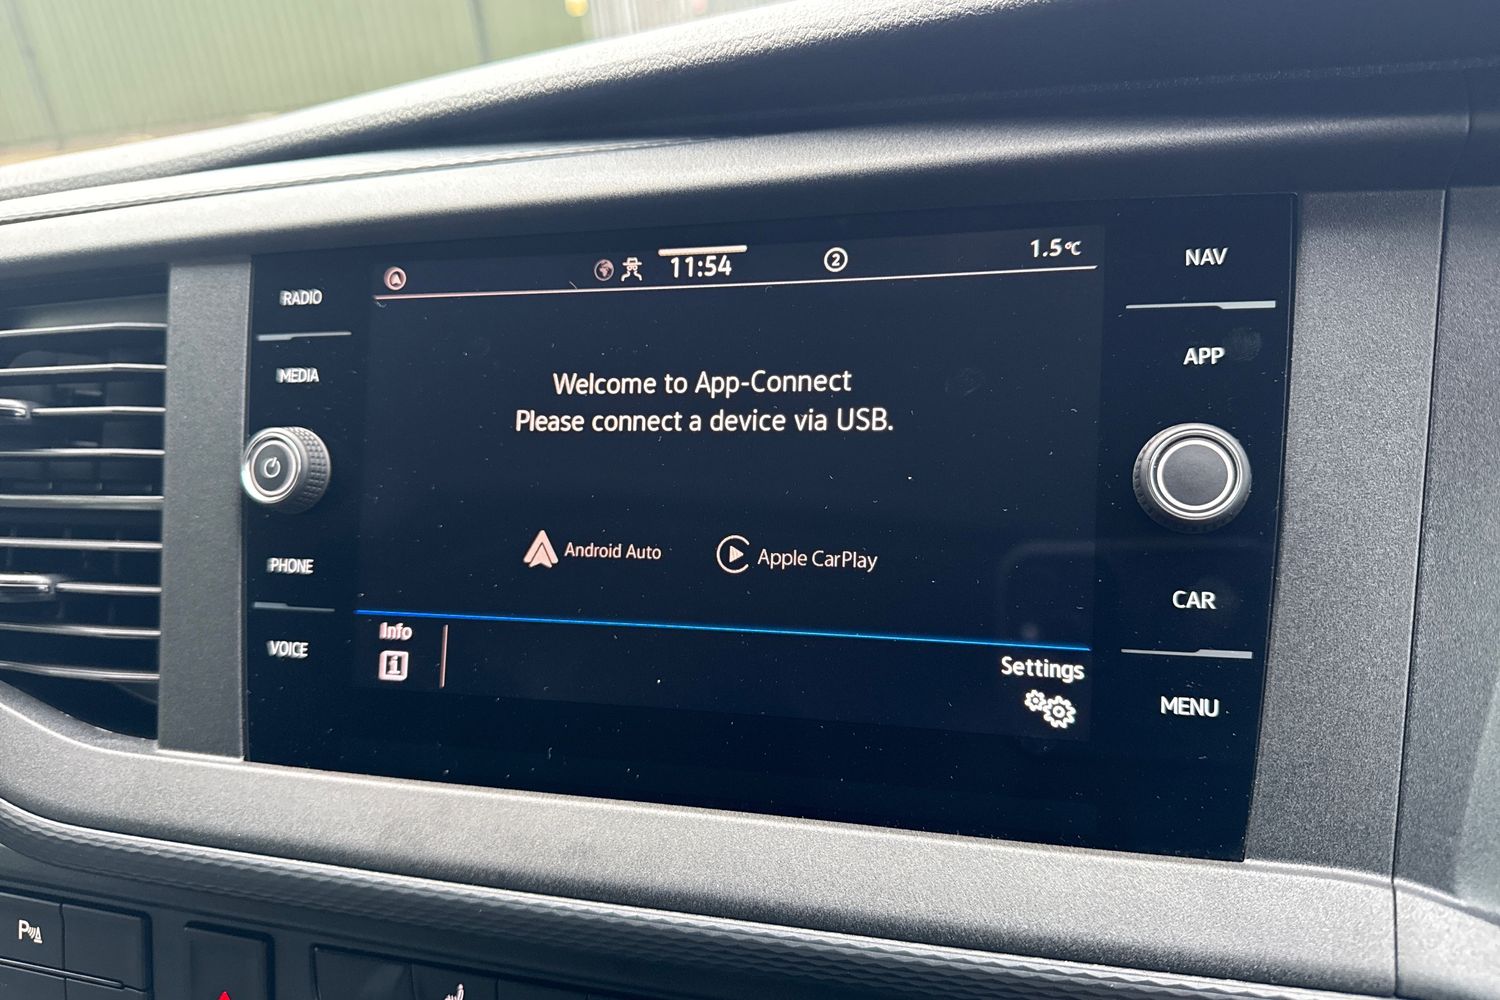 11:54
2
1.5°C
NAV
RADIO
APP
MEDIA
Welcome to App-Connect
Please connect a device via USB.
Android Auto
Apple CarPlay
PHONE
CAR
Info
i
VOICE
Settings
MENU
P